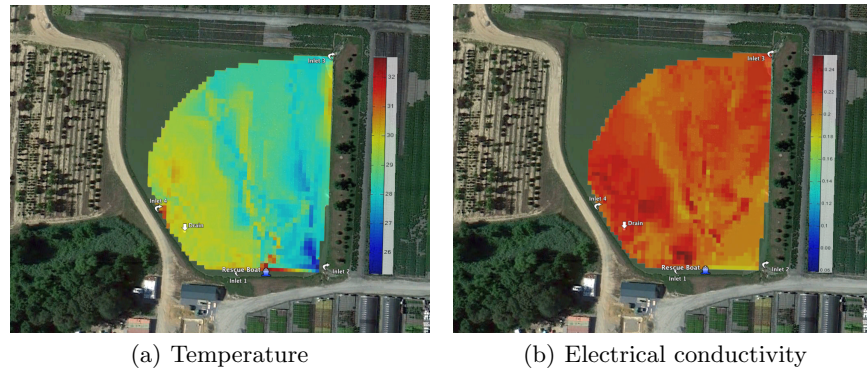 Inlet 3
32
31
30
29
28
27
26
Inlet 4
Drain
Rescue Boat
Inlet 1
Inlet 2
Inlet 3
0.24
0.22
0.2
0.18
0.16
0.14
0.12
0.1
0.08
Inlet 4
Drain
Rescue Boat
Inlet 1
Inlet 2
(a) Temperature
(b) Electrical conductivity